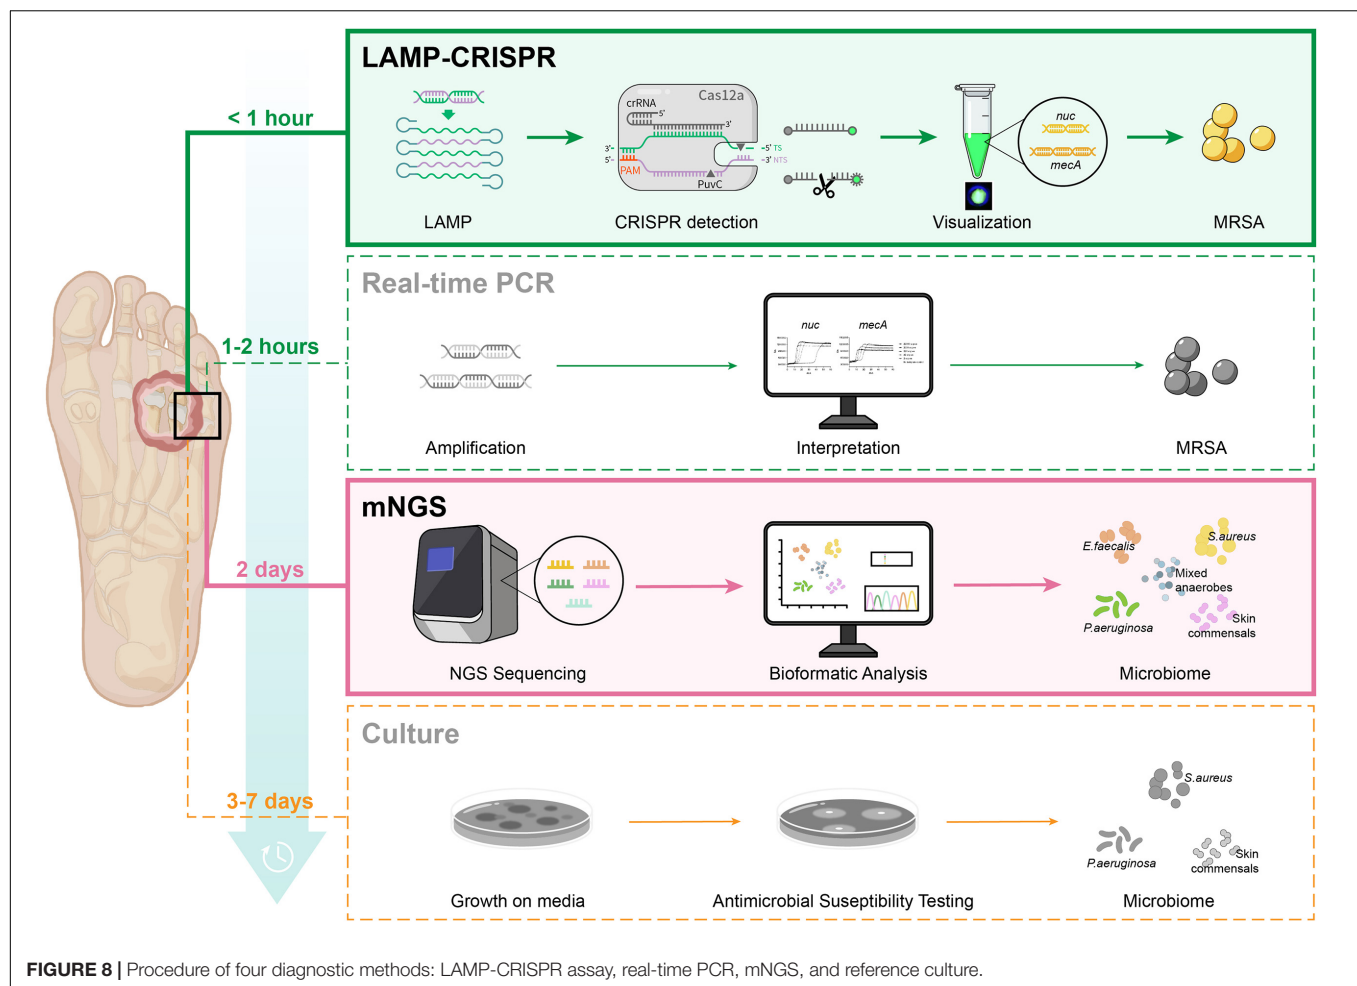 LAMP-CRISPR
< 1 hour
crRNA
Cas12a
5'
3'
3'
5'
PAM
PuvC
5' TS
3' NTS
nuc
mecA
LAMP
CRISPR detection
Visualization
MRSA
Real-time PCR
1-2 hours
nuc
mecA
Amplification
Interpretation
MRSA
mNGS
2 days
E.faecalis
S.aureus
Mixed
anaerobes
P.aeruginosa
Skin
commensals
NGS Sequencing
Bioformatic Analysis
Microbiome
Culture
3-7 days
S.aureus
P.aeruginosa
Skin
commensals
Growth on media
Antimicrobial Suseptibility Testing
Microbiome
FIGURE 8 | Procedure of four diagnostic methods: LAMP-CRISPR assay, real-time PCR, mNGS, and reference culture.